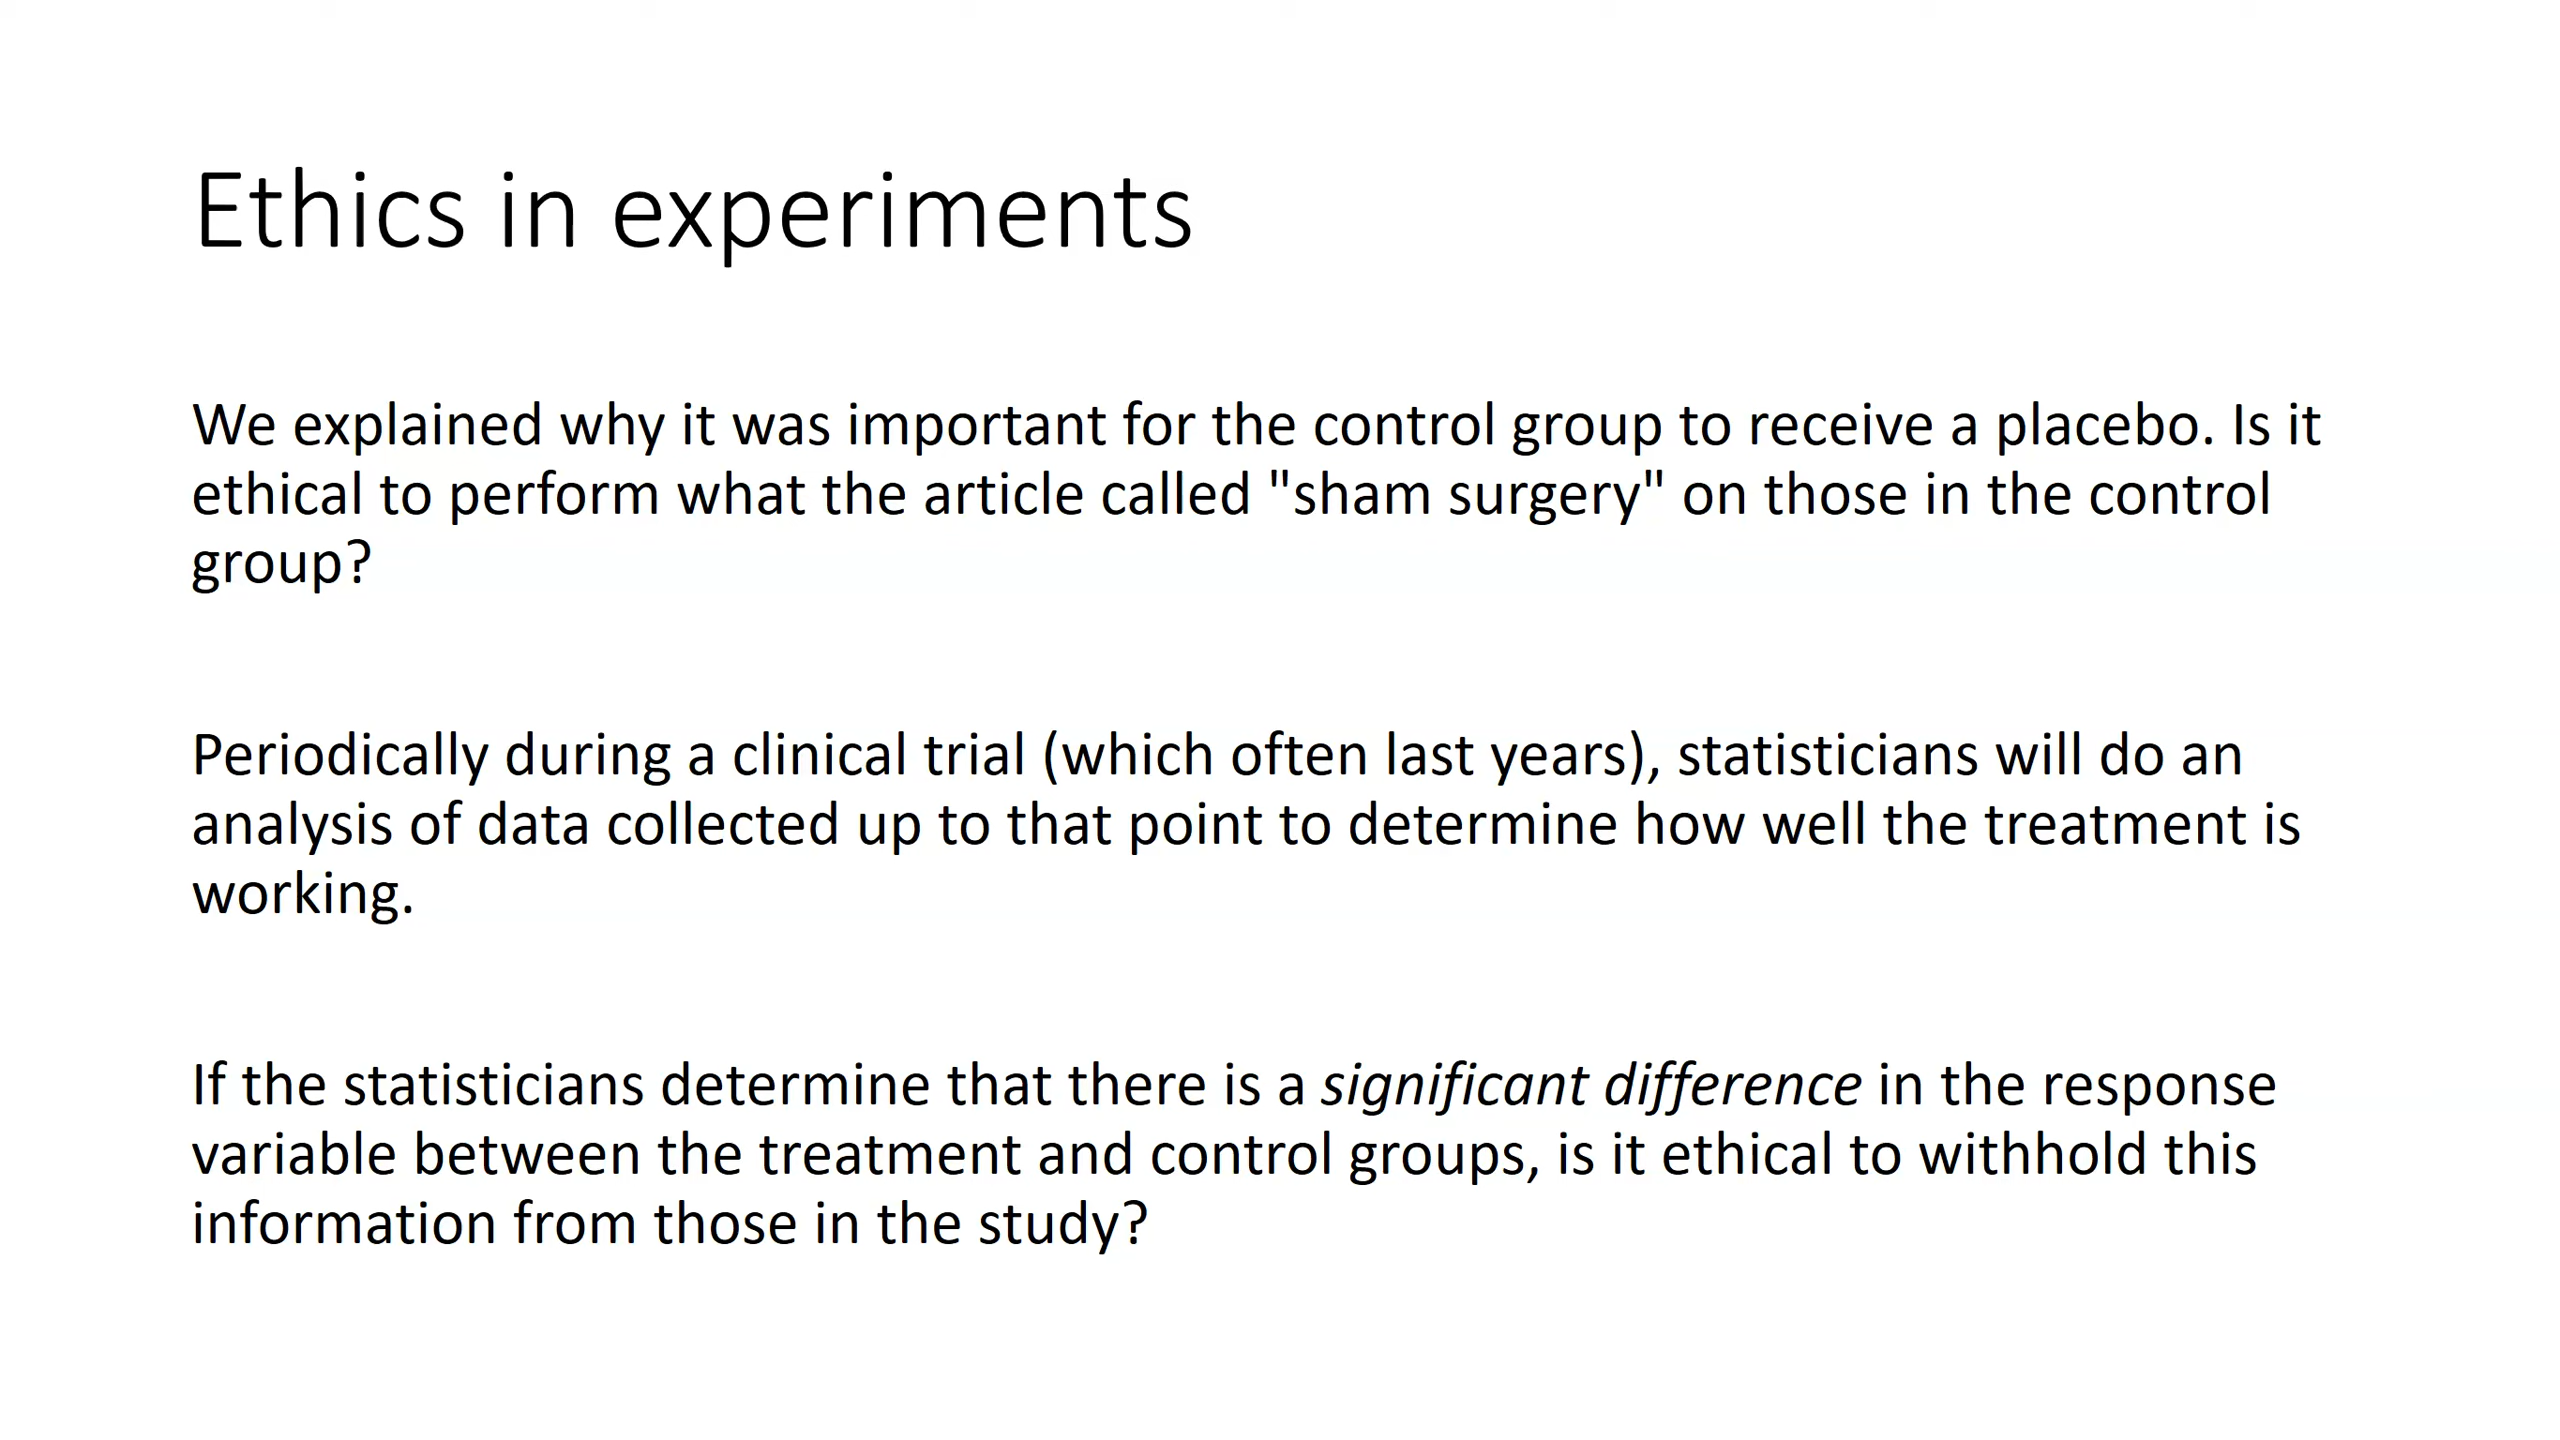 Ethics in experiments
We explained why it was important for the control group to receive a placebo. Is it
ethical to perform what the article called "sham surgery" on those in the control
group?
Periodically during a clinical trial (which often last years), statisticians will do an
analysis of data collected up to that point to determine how well the treatment is
working.
If the statisticians determine that there is a significant difference in the response
variable between the treatment and control groups, is it ethical to withhold this
information from those in the study?